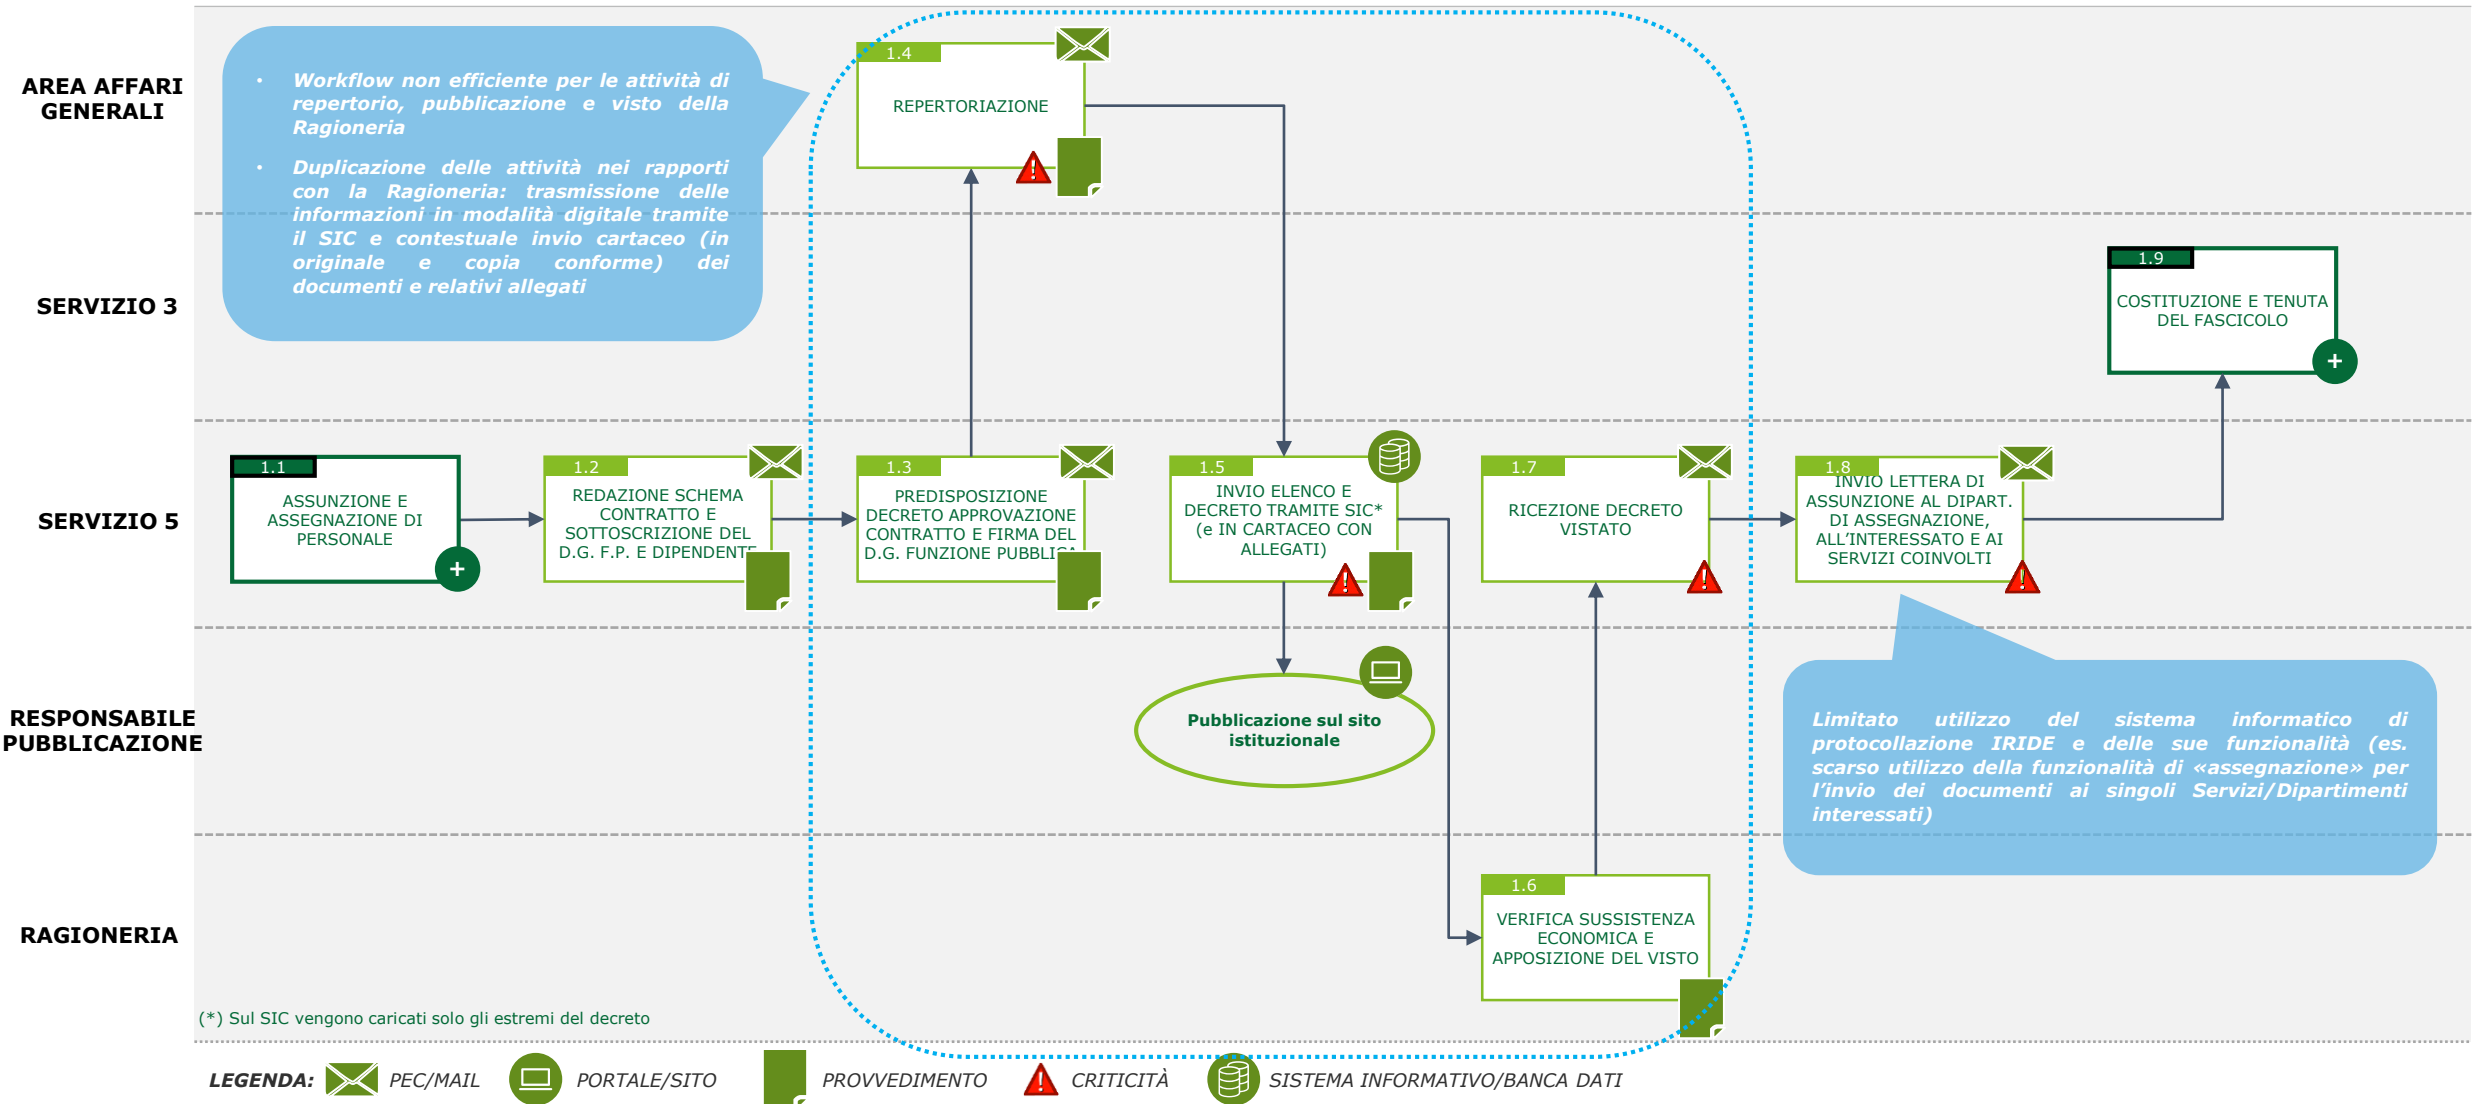 AREA AFFARI
GENERALI
• Workflow non efficiente per le attività di
repertorio, pubblicazione e visto della
Ragioneria
• Duplicazione delle attività nei rapporti
con la Ragioneria: trasmissione delle
informazioni in modalità digitale tramite
il SIC e contestuale invio cartaceo (in
originale e copia conforme) dei
documenti e relativi allegati
1.4
REPERTORIAZIONE
SERVIZIO 3
1.9
COSTITUZIONE E TENUTA
DEL FASCICOLO
+
SERVIZIO 5
1.1
ASSUNZIONE E
ASSEGNAZIONE DI
PERSONALE
+
1.2
REDAZIONE SCHEMA
CONTRATTO E
SOTTOSCRIZIONE DEL
D.G. F.P. E DIPENDENTE
1.3
PREDISPOSIZIONE
DECRETO APPROVAZIONE
CONTRATTO E FIRMA DEL
D.G. FUNZIONE PUBBLICA
1.5
INVIO ELENCO E
DECRETO TRAMITE SIC*
(e IN CARTACEO CON
ALLEGATI)
1.7
RICEZIONE DECRETO
VISTATO
1.8
INVIO LETTERA DI
ASSUNZIONE AL DIPART.
DI ASSEGNAZIONE,
ALL'INTERESSATO E AI
SERVIZI COINVOLTI
RESPONSABILE
PUBBLICAZIONE
Pubblicazione sul sito
istituzionale
Limitato utilizzo del sistema informatico di
protocollazione IRIDE e delle sue funzionalità (es.
scarso utilizzo della funzionalità di «assegnazione» per
l'invio dei documenti ai singoli Servizi/Dipartimenti
interessati)
RAGIONERIA
1.6
VERIFICA SUSSISTENZA
ECONOMICA E
APPOSIZIONE DEL VISTO
(*) Sul SIC vengono caricati solo gli estremi del decreto
LEGENDA: PEC/MAIL PORTALE/SITO PROVVEDIMENTO CRITICITÀ SISTEMA INFORMATIVO/BANCA DATI